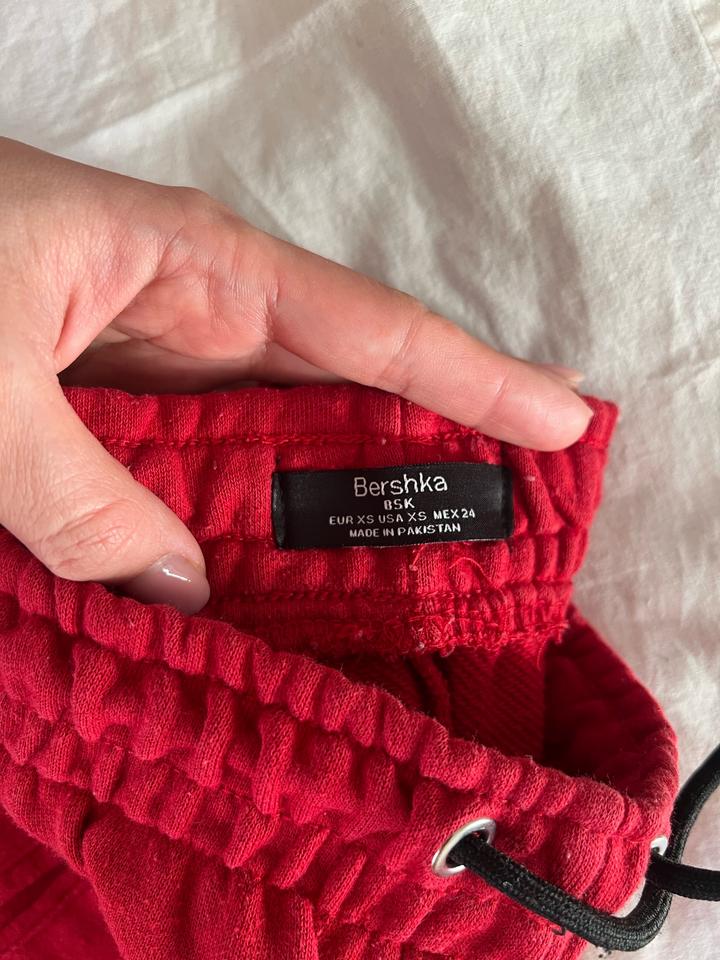 Bershka
BSK
EUR XS USA XS MEX 24
MADE IN PAKISTAN